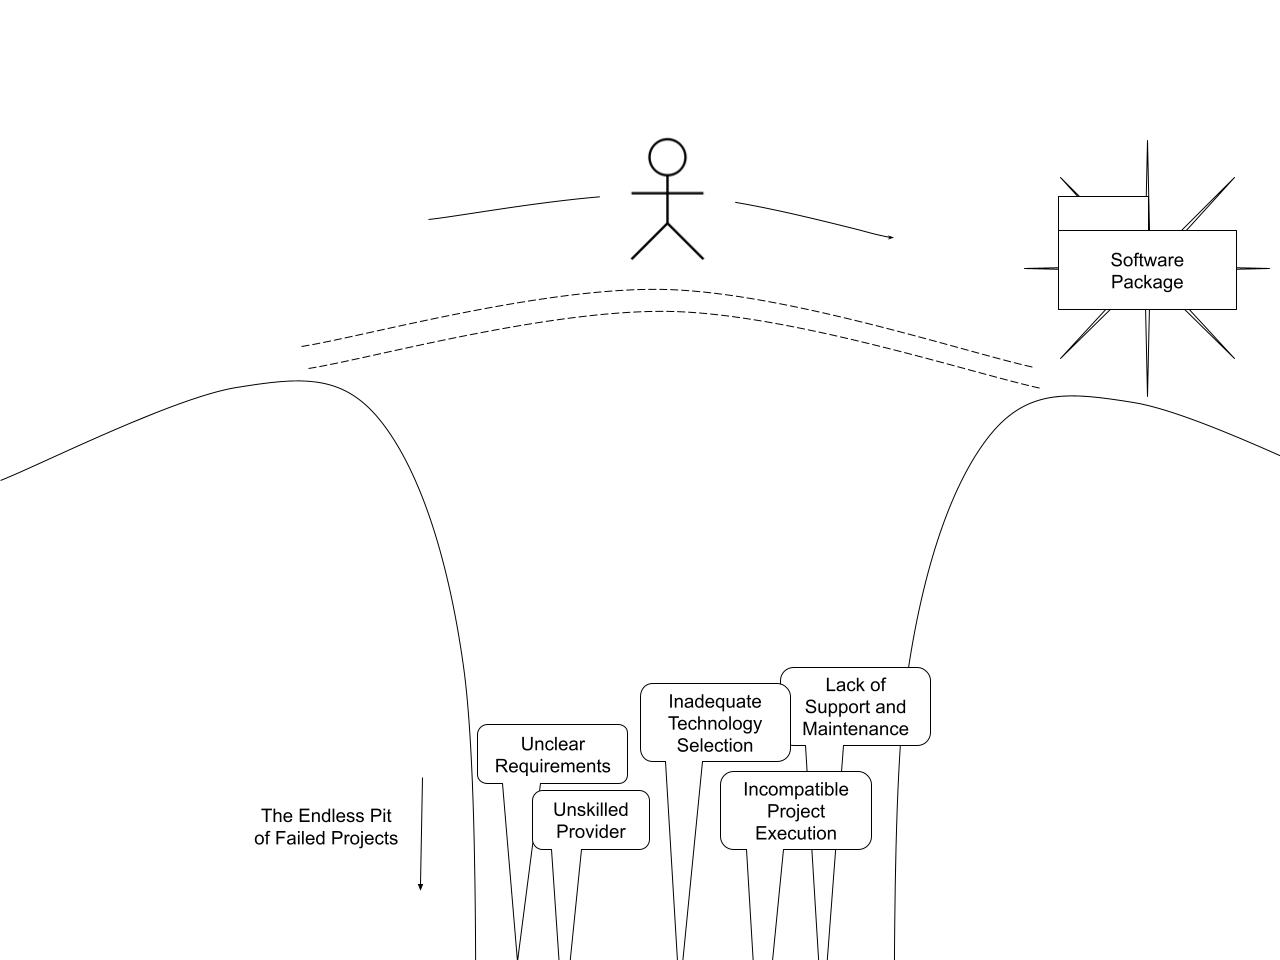 Software
Package
Lack of
Support and
Maintenance
Inadequate
Technology
Selection
Unclear
Requirements
Incompatible
Project
Execution
Unskilled
Provider
The Endless Pit
of Failed Projects